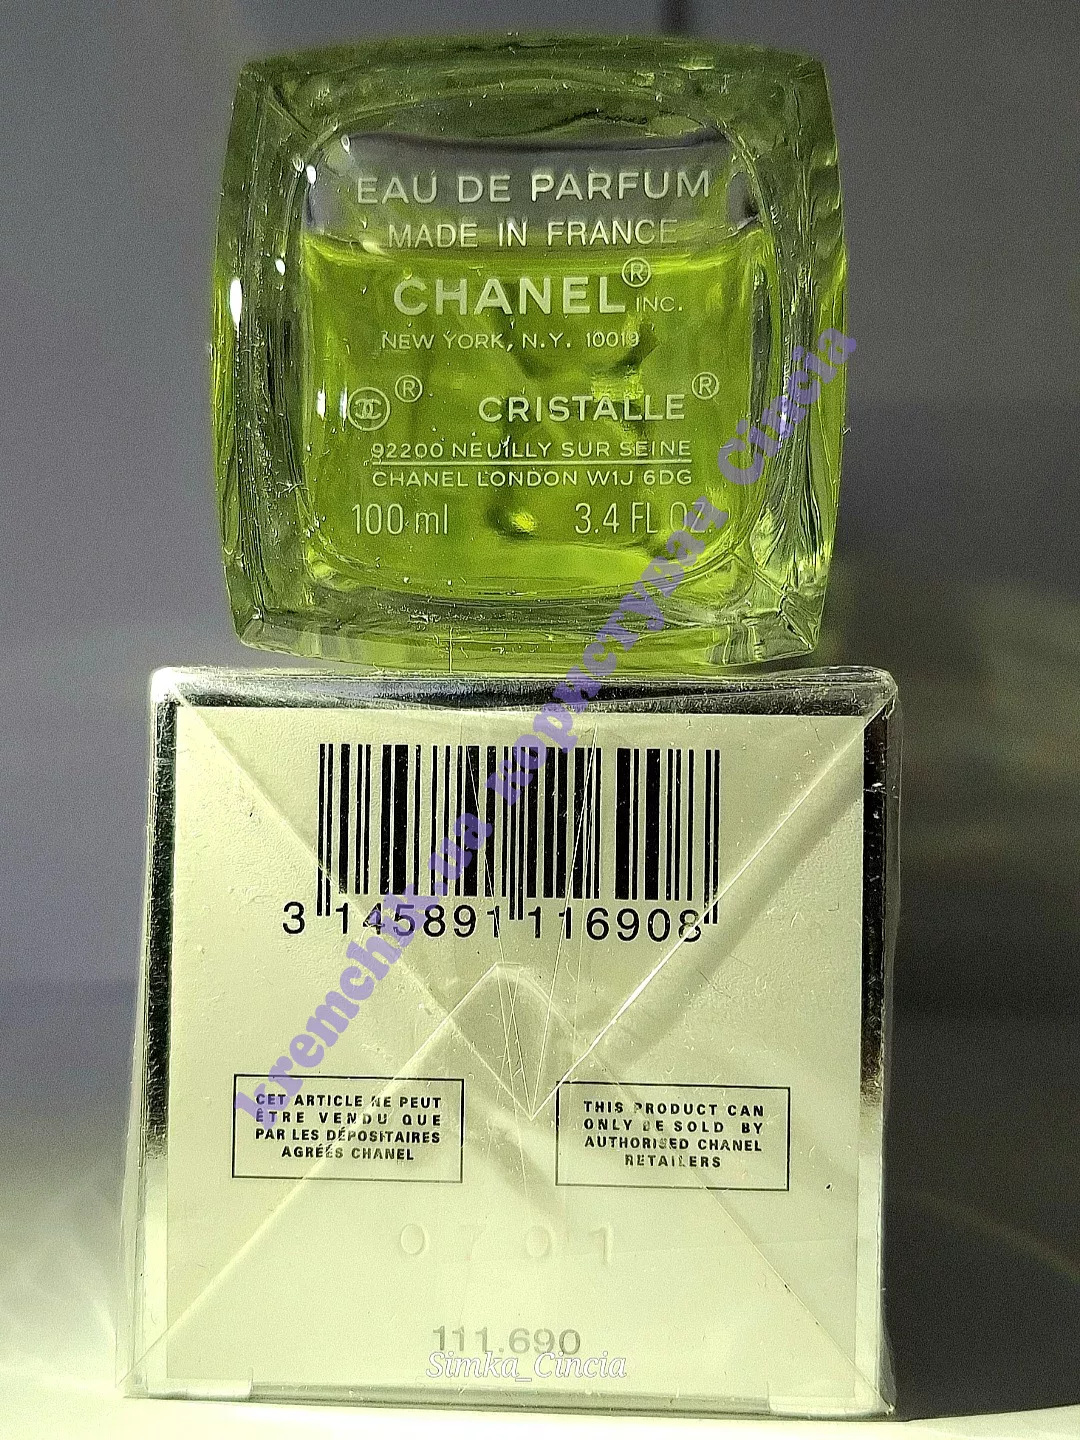 EAU DE PARFUM
MADE IN FRANCE
CHANEL® INC.
NEW YORK, N.Y. 10019
® CRISTALLE®
92200 NEUILLY SUR SEINE
CHANEL LONDON W1J 6DG
100 ml 3.4 FL OZ.
kremchik.ua користувач Cincia
3 145891 116908
CET ARTICLE NE PEUT
ÊTRE VENDU QUE
PAR LES DÉPOSITAIRES
AGRÉÉS CHANEL
THIS PRODUCT CAN
ONLY BE SOLD BY
AUTHORISED CHANEL
RETAILERS
0701
111.690
Simka_Cincia